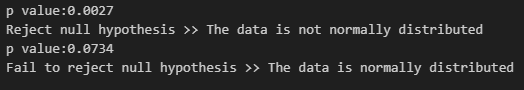 p value:0.0027
Reject null hypothesis >> The data is not normally distributed
p value:0.0734
Fail to reject null hypothesis >> The data is normally distributed